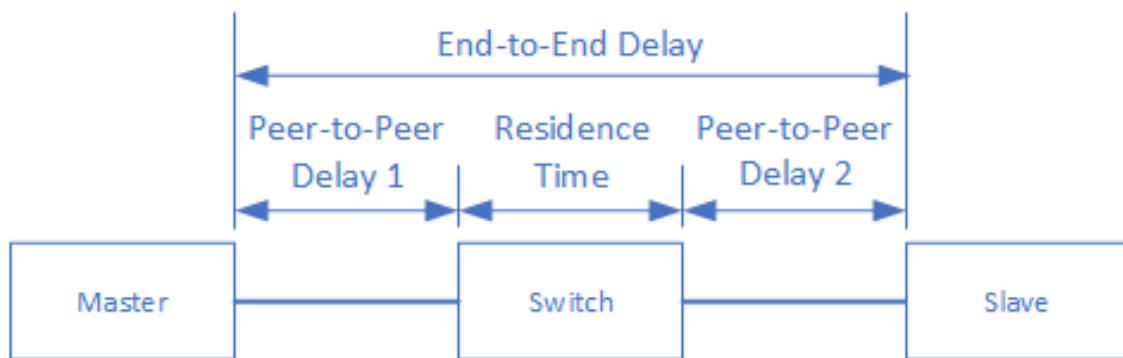 End-to-End Delay
Peer-to-Peer
Delay 1
Residence
Time
Peer-to-Peer
Delay 2
Master
Switch
Slave